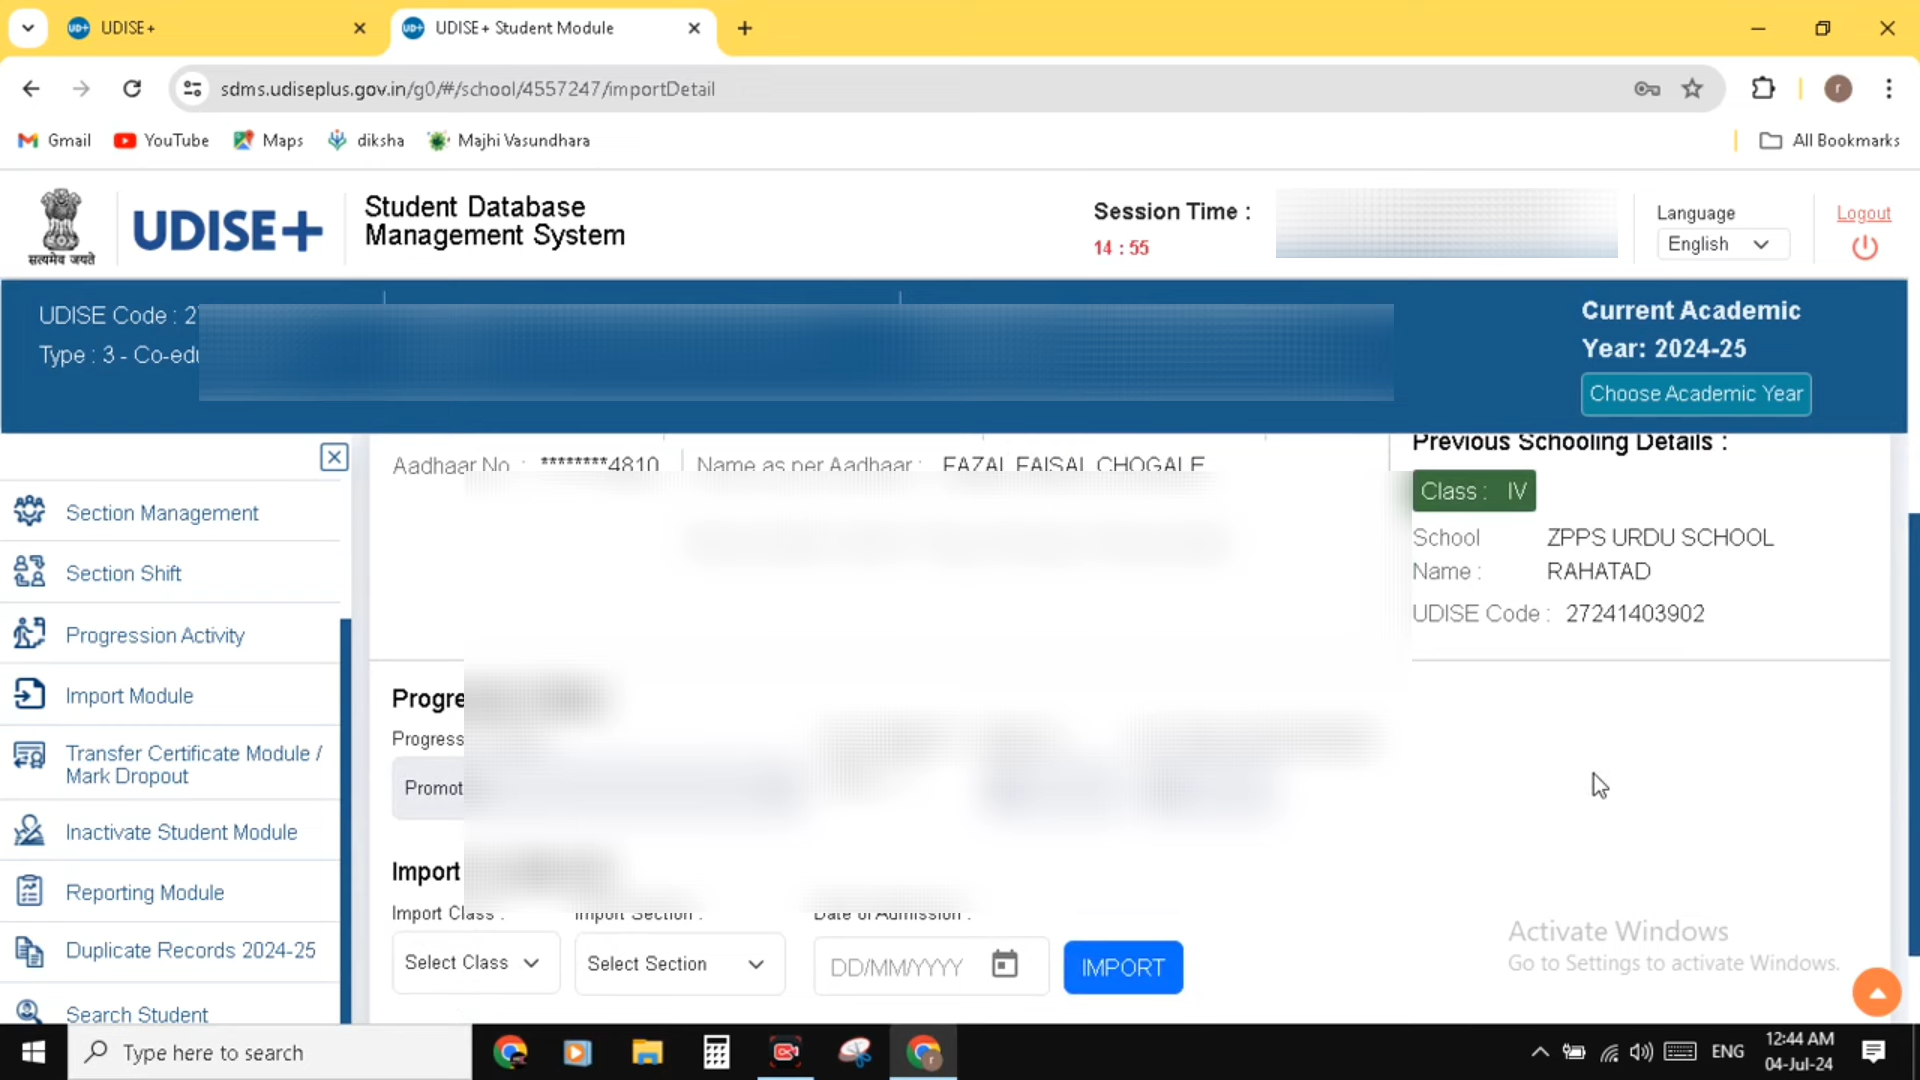 UDISE+
UDISE+ Student Module
sdms.udiseplus.gov.in/g0/#/school/4557247/importDetail
r
Gmail
YouTube
Maps
diksha
Majhi Vasundhara
All Bookmarks
सत्यमेव जयते
UDISE+
Student Database
Management System
Session Time :
14 : 55
Language
English
Logout
UDISE Code : 2
Type : 3 - Co-edu
Current Academic
Year: 2024-25
Choose Academic Year
Section Management
Section Shift
Progression Activity
Import Module
Transfer Certificate Module /
Mark Dropout
Inactivate Student Module
Reporting Module
Duplicate Records 2024-25
Search Student
Aadhaar No. : ********4810 Name as per Aadhaar : FAZAL FAISAL CHOGALE
Previous Schooling Details :
Class : IV
School ZPPS URDU SCHOOL
Name : RAHATAD
UDISE Code : 27241403902
Progre
Progress
Promot
Import
Import Class : Import Section : Date of Admission :
Select Class
Select Section
DD/MM/YYYY
IMPORT
Activate Windows
Go to Settings to activate Windows.
Type here to search
ENG
12:44 AM
04-Jul-24